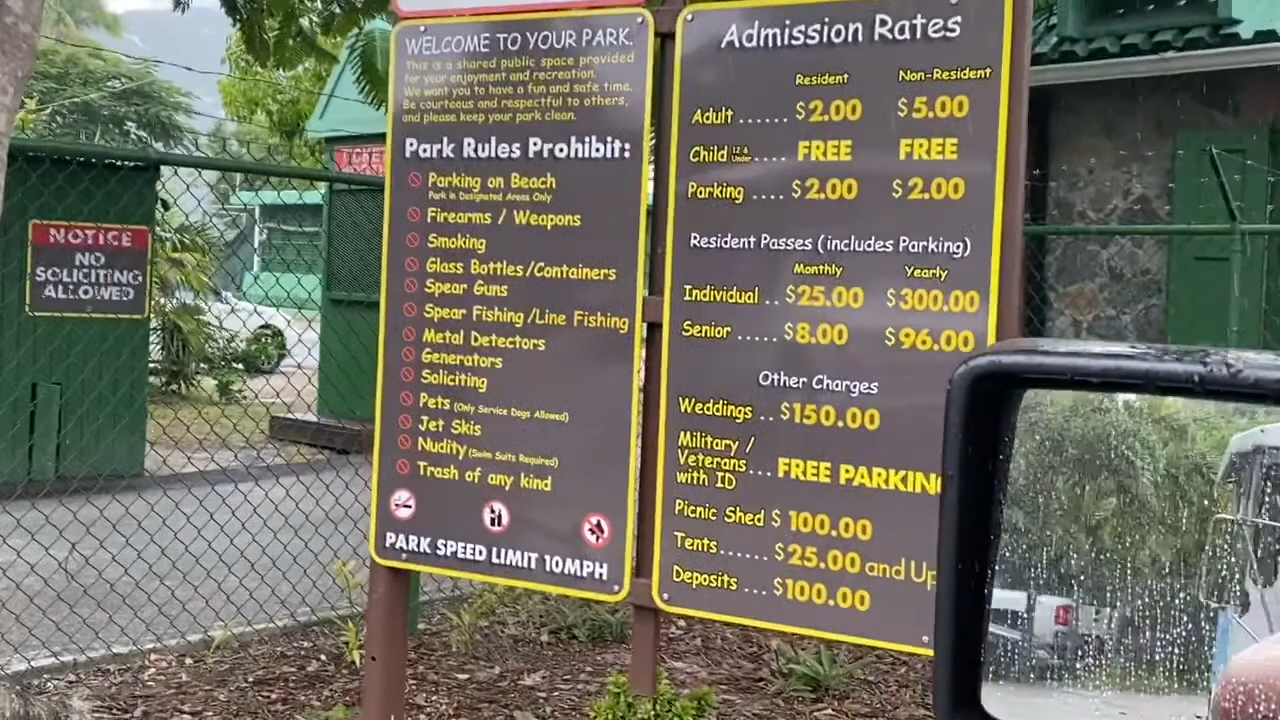 WELCOME TO YOUR PARK.
This is a shared public space provided
for your enjoyment and recreation.
We want you to have a fun and safe time.
Be courteous and respectful to others,
and please keep your park clean.
Park Rules Prohibit:
Parking on Beach
Park in Designated Areas Only
Firearms / Weapons
Smoking
Glass Bottles/Containers
Spear Guns
Spear Fishing/Line Fishing
Metal Detectors
Generators
Soliciting
Pets (Only Service Dogs Allowed)
Jet Skis
Nudity (Swim Suits Required)
Trash of any kind
PARK SPEED LIMIT 10MPH
Admission Rates
Resident Non-Resident
Adult ...... $2.00 $5.00
Child 12 & Under.... FREE FREE
Parking .... $2.00 $2.00
Resident Passes (includes Parking)
Monthly Yearly
Individual .. $25.00 $300.00
Senior ..... $8.00 $96.00
Other Charges
Weddings .. $150.00
Military /
Veterans ... FREE PARKING
with ID
Picnic Shed $ 100.00
Tents...... $25.00 and Up
Deposits ... $100.00
NOTICE
NO
SOLICITING
ALLOWED
TICKET